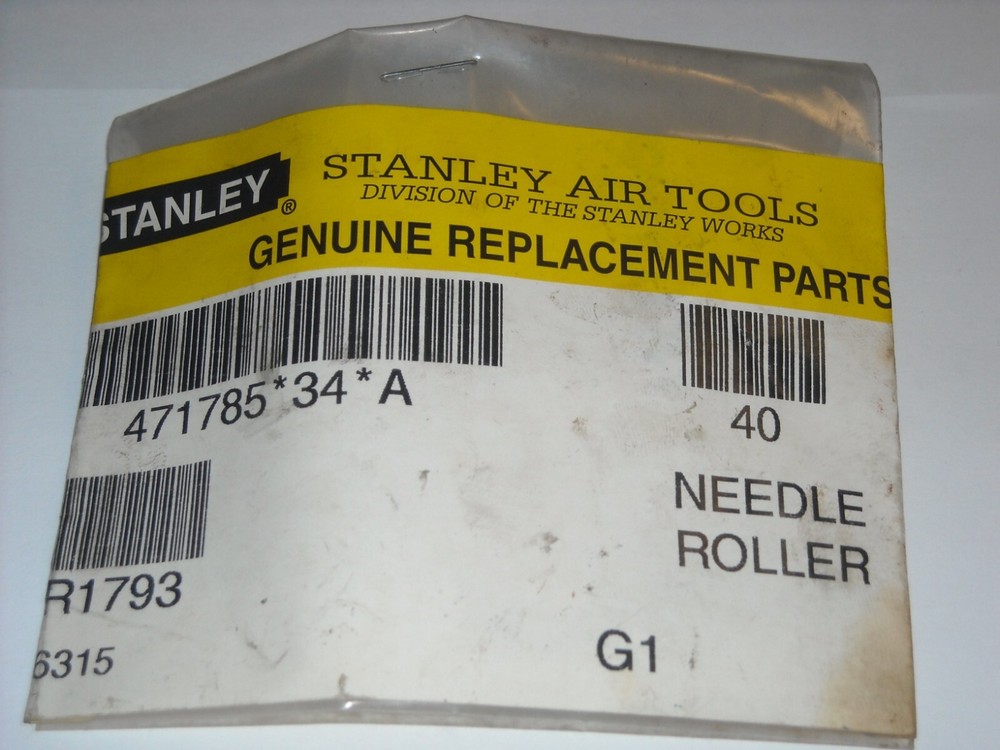 STANLEY®
STANLEY AIR TOOLS
DIVISION OF THE STANLEY WORKS
GENUINE REPLACEMENT PARTS
471785*34*A
40
NEEDLE
ROLLER
R1793
6315
G1